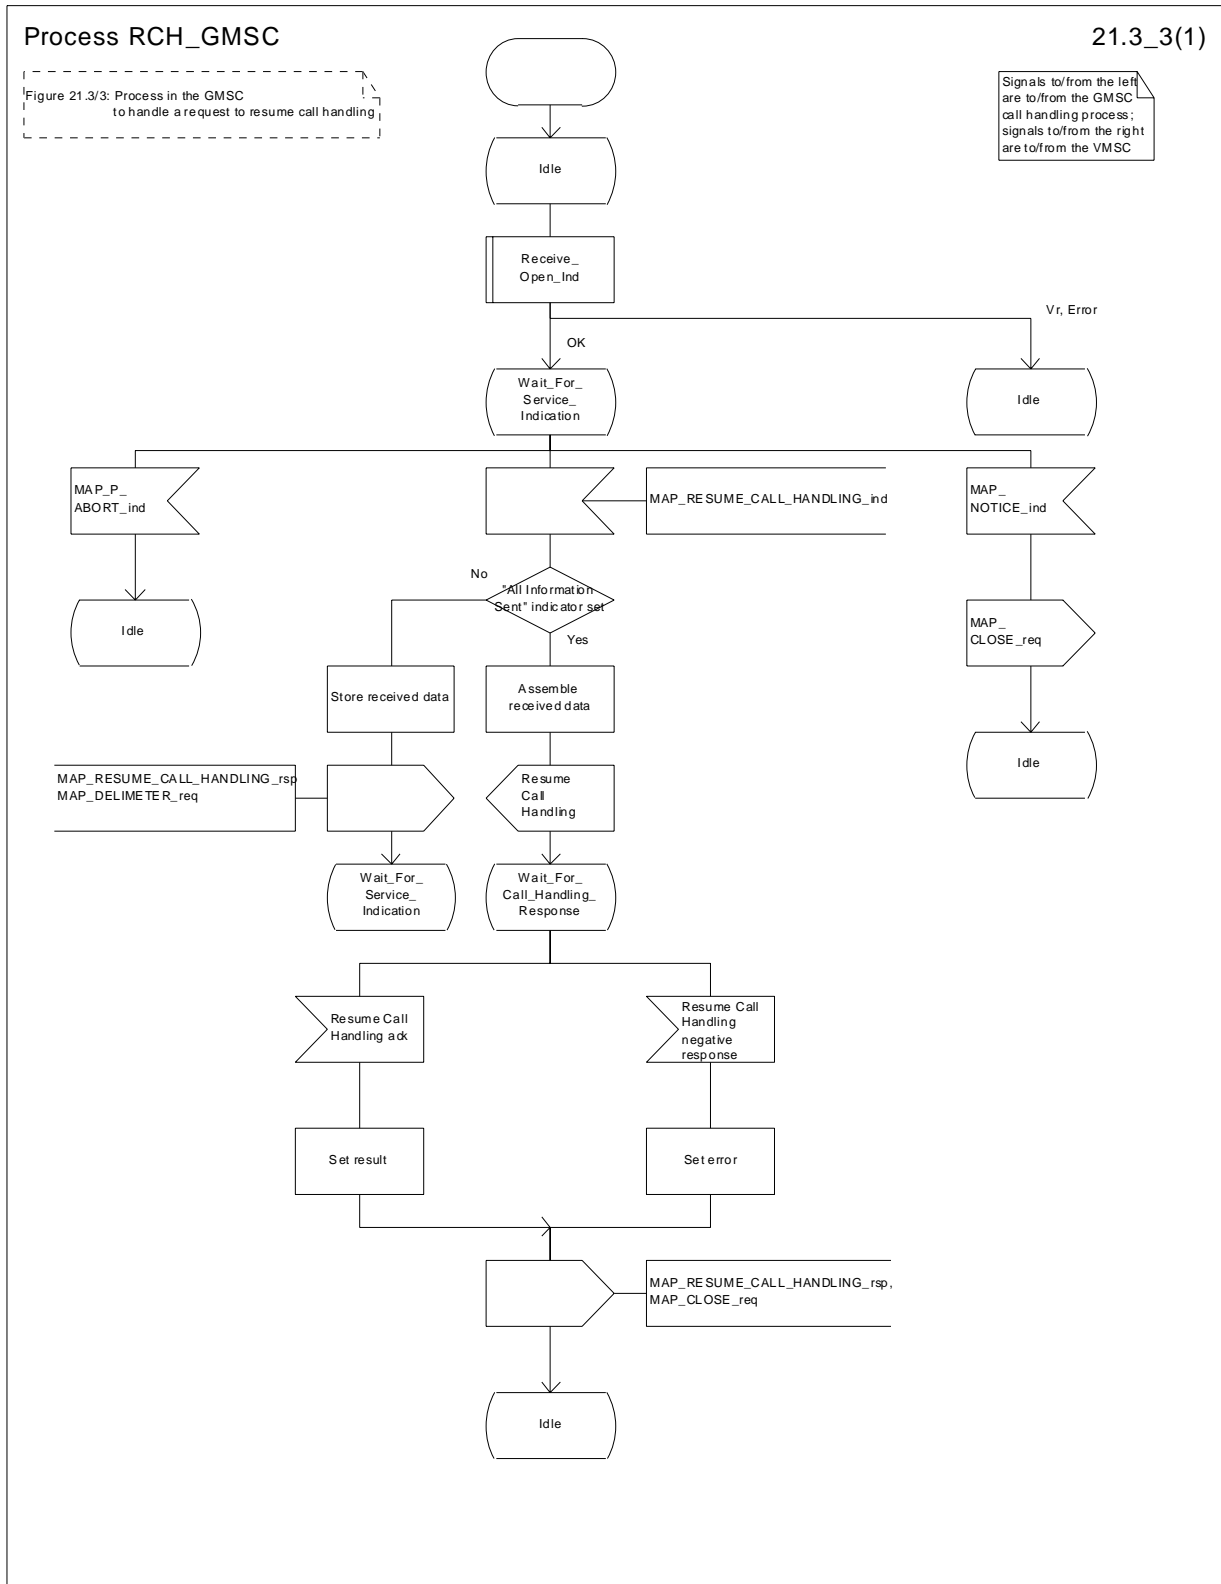 Process RCH_GMSC
21.3_3(1)
Figure 21.3/3: Process in the GMSC
to handle a request to resume call handling
Signals to/from the left
are to/from the GMSC
call handling process;
signals to/from the right
are to/from the VMSC
Idle
Receive_
Open_Ind
Vr, Error
OK
Wait_For_
Service_
Indication
Idle
MAP_P_
ABORT_ind
MAP_RESUME_CALL_HANDLING_ind
MAP_
NOTICE_ind
No
"All Information
Sent" indicator set
Yes
Idle
MAP_
CLOSE_req
Store received data
Assemble
received data
Idle
MAP_RESUME_CALL_HANDLING_rsp
MAP_DELIMETER_req
Resume
Call
Handling
Wait_For_
Service_
Indication
Wait_For_
Call_Handling_
Response
Resume Call
Handling ack
Resume Call
Handling
negative
response
Set result
Set error
MAP_RESUME_CALL_HANDLING_rsp,
MAP_CLOSE_req
Idle